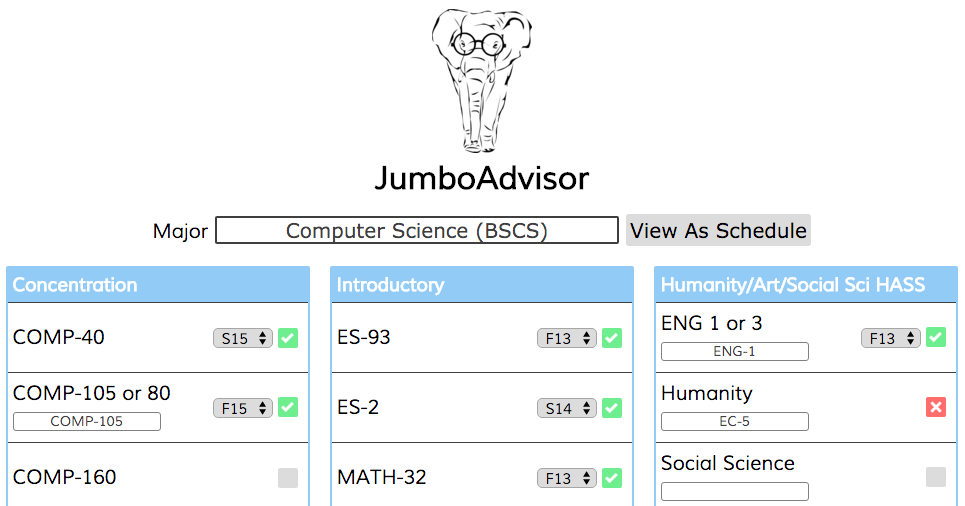 JumboAdvisor
Major Computer Science (BSCS) View As Schedule
Concentration
COMP-40 S15
COMP-105 or 80 F15
COMP-105
COMP-160
Introductory
ES-93 F13
ES-2 S14
MATH-32 F13
Humanity/Art/Social Sci HASS
ENG 1 or 3 F13
ENG-1
Humanity
EC-5
Social Science